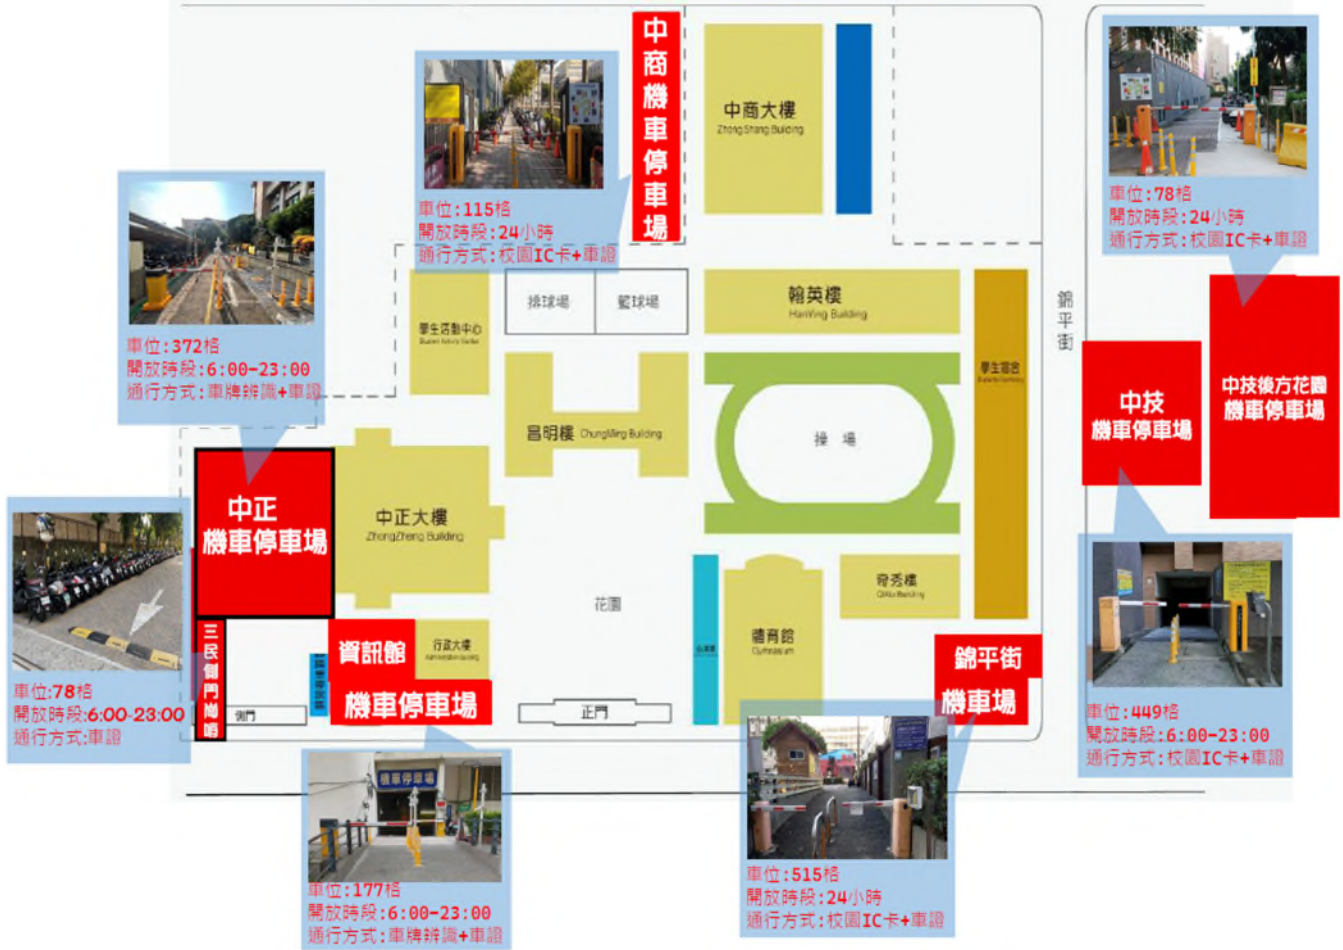 中商機車停車場
中商大樓
Zhong Shang Building
車位:115格
開放時段:24小時
通行方式:校園IC卡+車證
車位:78格
開放時段:24小時
通行方式:校園IC卡+車證
車位:372格
開放時段:6:00-23:00
通行方式:車牌辨識+車證
學生活動中心
排球場
籃球場
翰英樓
HanYing Building
錦平街
學生宿舍
昌明樓 ChungMing Building
操場
中技
機車停車場
中技後方花園
機車停車場
中正
機車停車場
中正大樓
ZhongZheng Building
車位:78格
開放時段:6:00-23:00
通行方式:車證
三民側門崗哨
側門
資訊館
機車停車場
行政大樓
花園
正門
體育館
Gymnasium
奇秀樓
QiXiu Building
錦平街
機車場
車位:449格
開放時段:6:00-23:00
通行方式:校園IC卡+車證
機車停車場
車位:177格
開放時段:6:00-23:00
通行方式:車牌辨識+車證
車位:515格
開放時段:24小時
通行方式:校園IC卡+車證